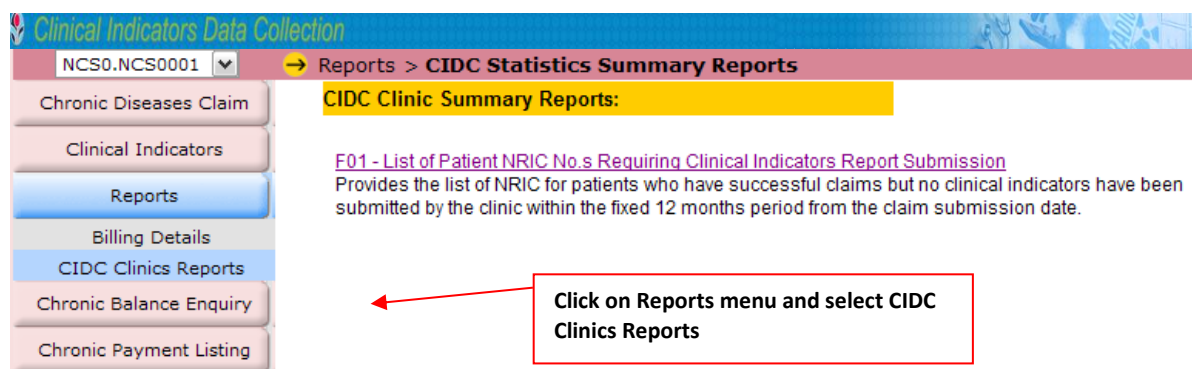 Clinical Indicators Data Collection
NCS0.NCS0001
Reports > CIDC Statistics Summary Reports
Chronic Diseases Claim
Clinical Indicators
Reports
Billing Details
CIDC Clinics Reports
Chronic Balance Enquiry
Chronic Payment Listing
CIDC Clinic Summary Reports:
F01 - List of Patient NRIC No.s Requiring Clinical Indicators Report Submission
Provides the list of NRIC for patients who have successful claims but no clinical indicators have been
submitted by the clinic within the fixed 12 months period from the claim submission date.
Click on Reports menu and select CIDC
Clinics Reports